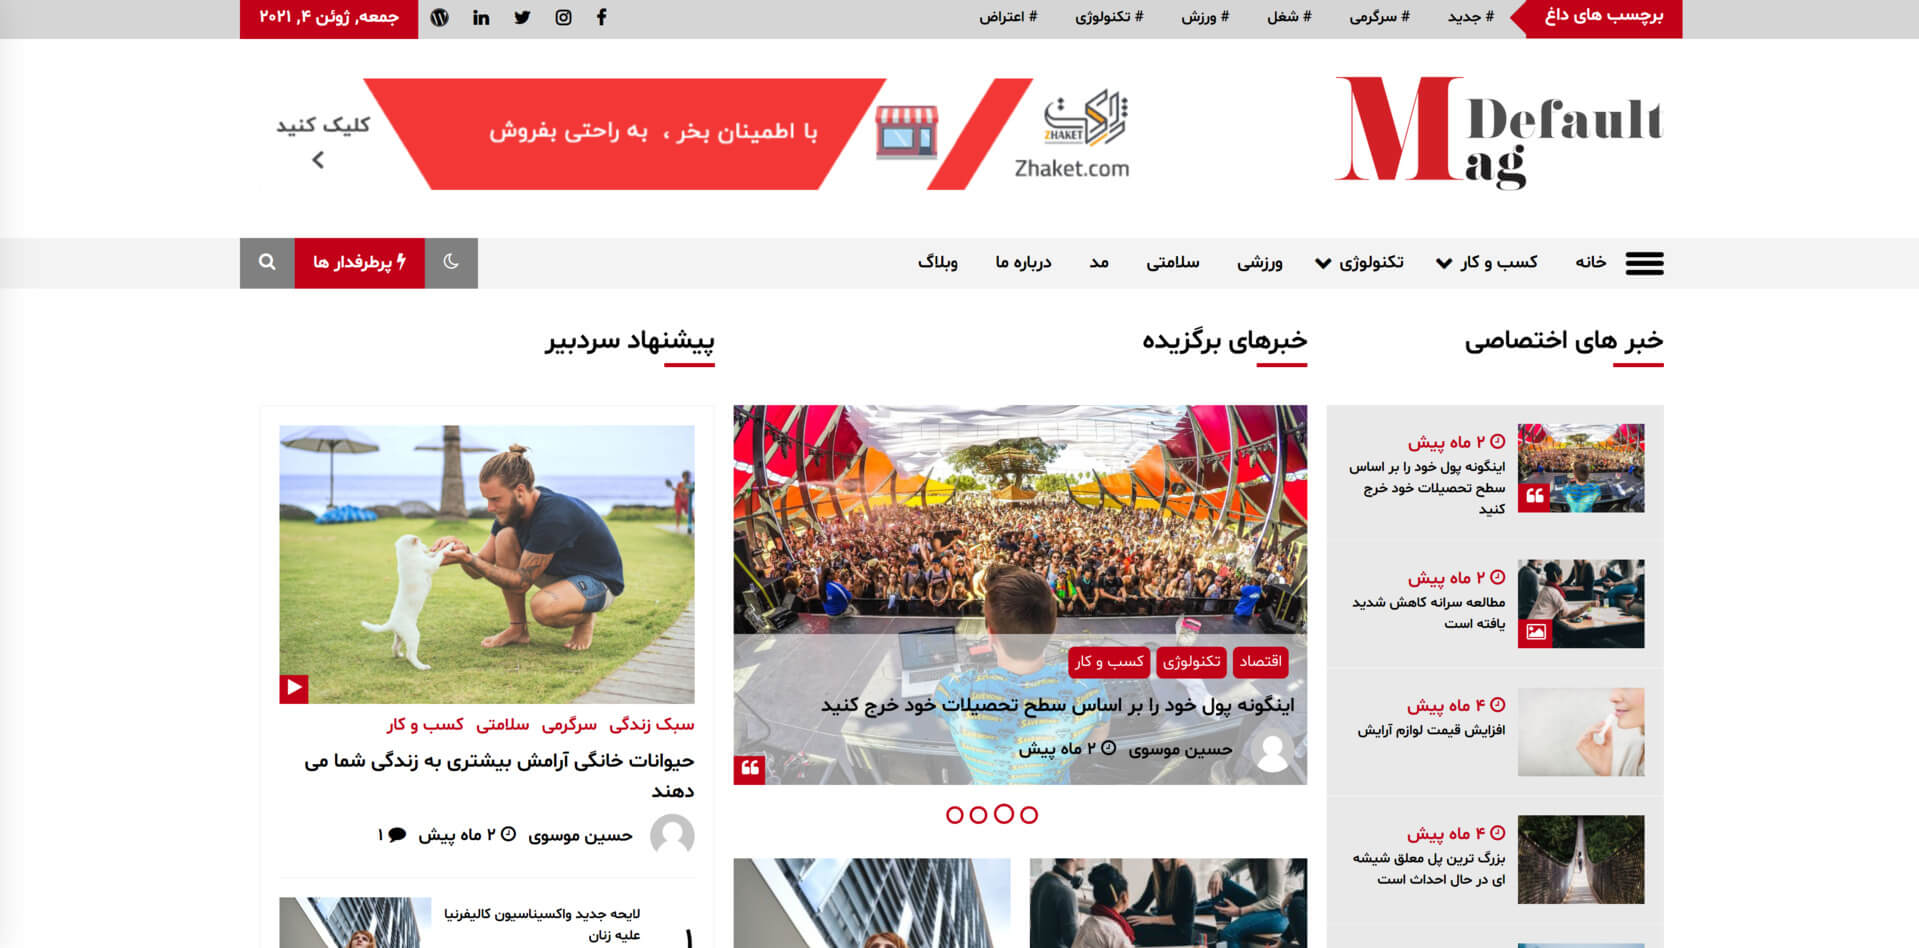 برچسب های داغ
# جدید # سرگرمی # شغل # ورزش # تکنولوژی # اعتراض
جمعه, ژوئن ۴, ۲۰۲۱
Default
Mag
ژاکت
ZHAKET
Zhaket.com
با اطمینان بخر ، به راحتی بفروش
کلیک کنید
خانه کسب و کار تکنولوژی ورزشی سلامتی مد درباره ما وبلاگ
پرطرفدار ها
خبر های اختصاصی
۲ ماه پیش
اینگونه پول خود را بر اساس
سطح تحصیلات خود خرج
کنید
۲ ماه پیش
مطالعه سرانه کاهش شدید
یافته است
۴ ماه پیش
افزایش قیمت لوازم آرایش
۴ ماه پیش
بزرگ ترین پل معلق شیشه
ای در حال احداث است
خبرهای برگزیده
اقتصاد تکنولوژی کسب و کار
اینگونه پول خود را بر اساس سطح تحصیلات خود خرج کنید
حسین موسوی ۲ ماه پیش
پیشنهاد سردبیر
سبک زندگی سرگرمی سلامتی کسب و کار
حیوانات خانگی آرامش بیشتری به زندگی شما می
دهند
حسین موسوی ۲ ماه پیش ۱
۱
لایحه جدید واکسیناسیون کالیفرنیا
علیه زنان